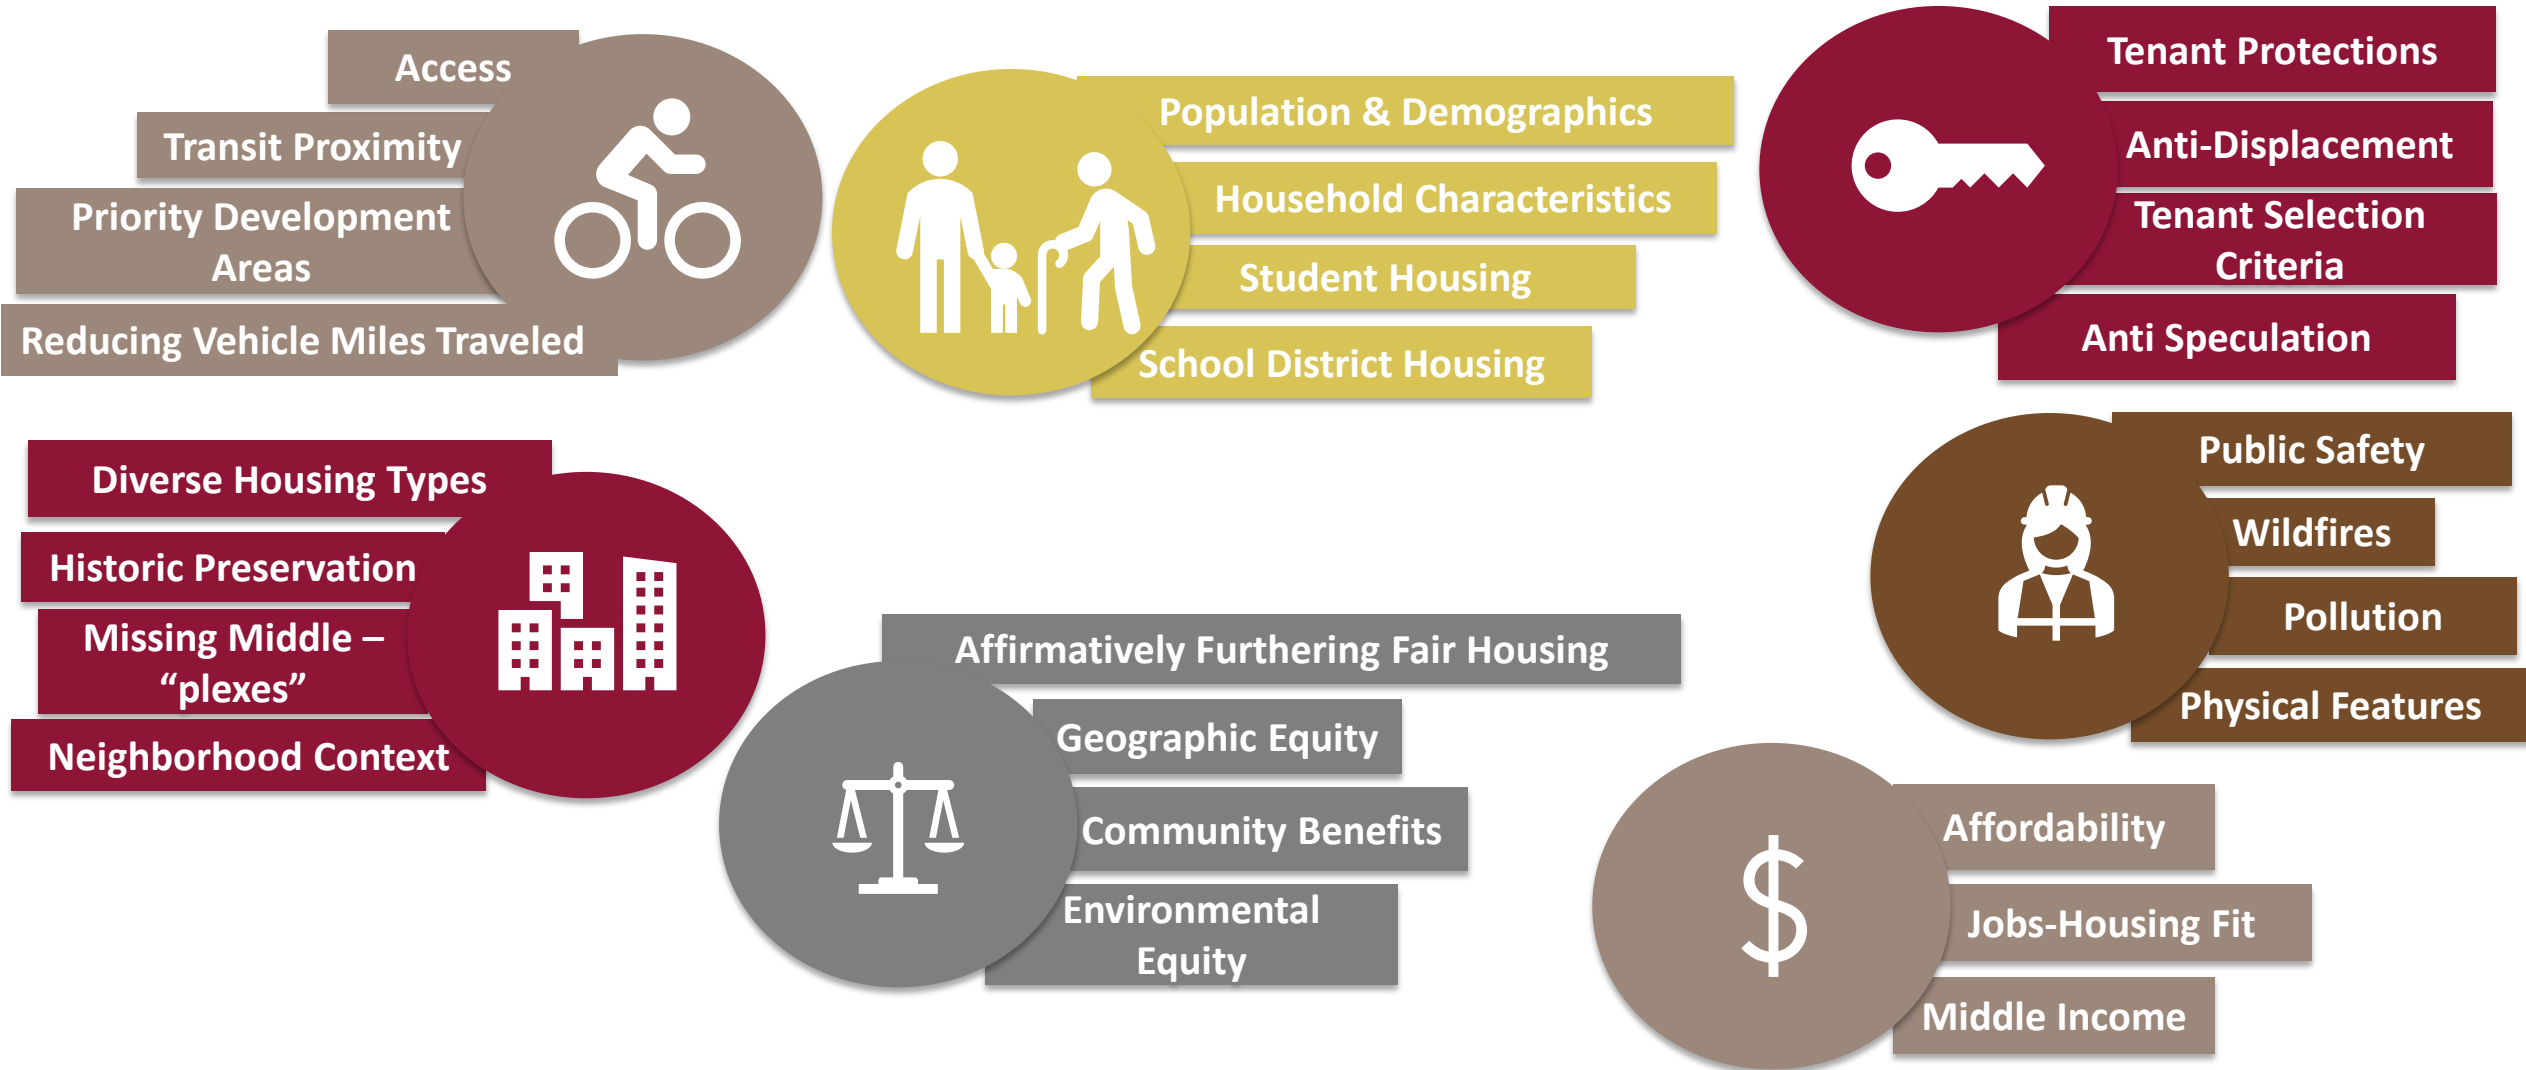 Access
Transit Proximity
Priority Development
Areas
Reducing Vehicle Miles Traveled
Population & Demographics
Household Characteristics
Student Housing
School District Housing
Tenant Protections
Anti-Displacement
Tenant Selection
Criteria
Anti Speculation
Diverse Housing Types
Historic Preservation
Missing Middle –
“plexes”
Neighborhood Context
Affirmatively Furthering Fair Housing
Geographic Equity
Community Benefits
Environmental
Equity
Public Safety
Wildfires
Pollution
Physical Features
$
Affordability
Jobs-Housing Fit
Middle Income